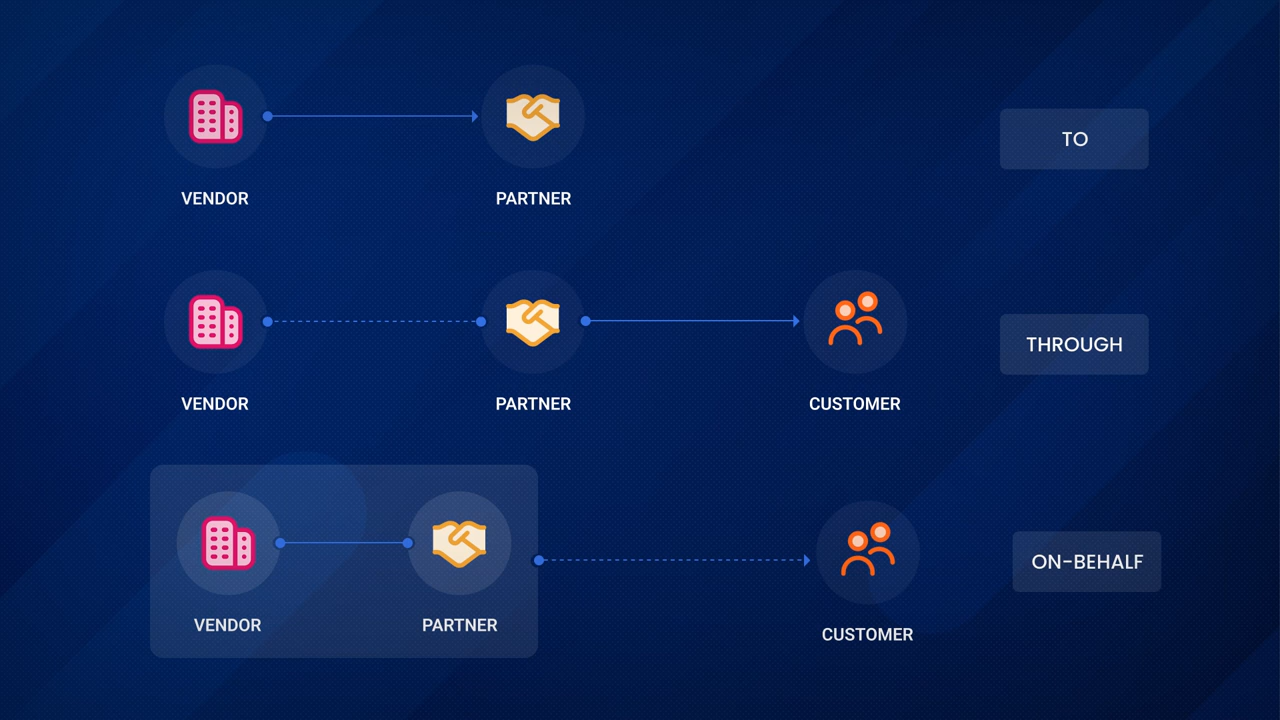 TO
VENDOR
PARTNER
THROUGH
VENDOR
PARTNER
CUSTOMER
ON-BEHALF
VENDOR
PARTNER
CUSTOMER